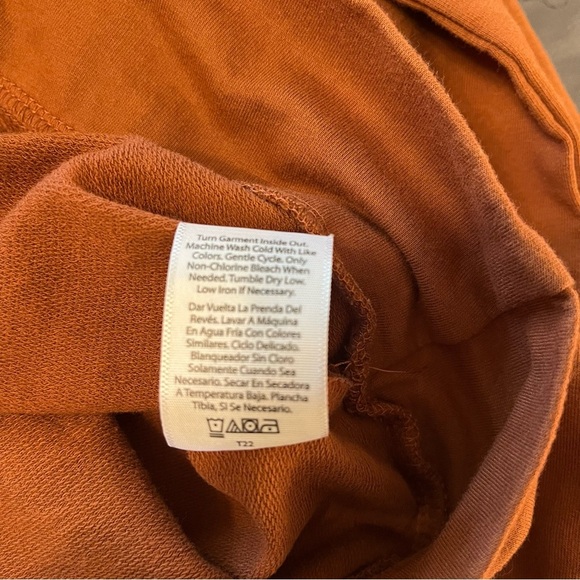 Turn Garment Inside Out.
Machine Wash Cold With Like
Colors. Gentle Cycle. Only
Non-Chlorine Bleach When
Needed. Tumble Dry Low.
Low Iron If Necessary.
Dar Vuelta La Prenda Del
Revés. Lavar A Máquina
En Agua Fría Con Colores
Similares. Ciclo Delicado.
Blanqueador Sin Cloro
Solamente Cuando Sea
Necesario. Secar En Secadora
A Temperatura Baja. Plancha
Tibia, Si Se Necesario.
T22